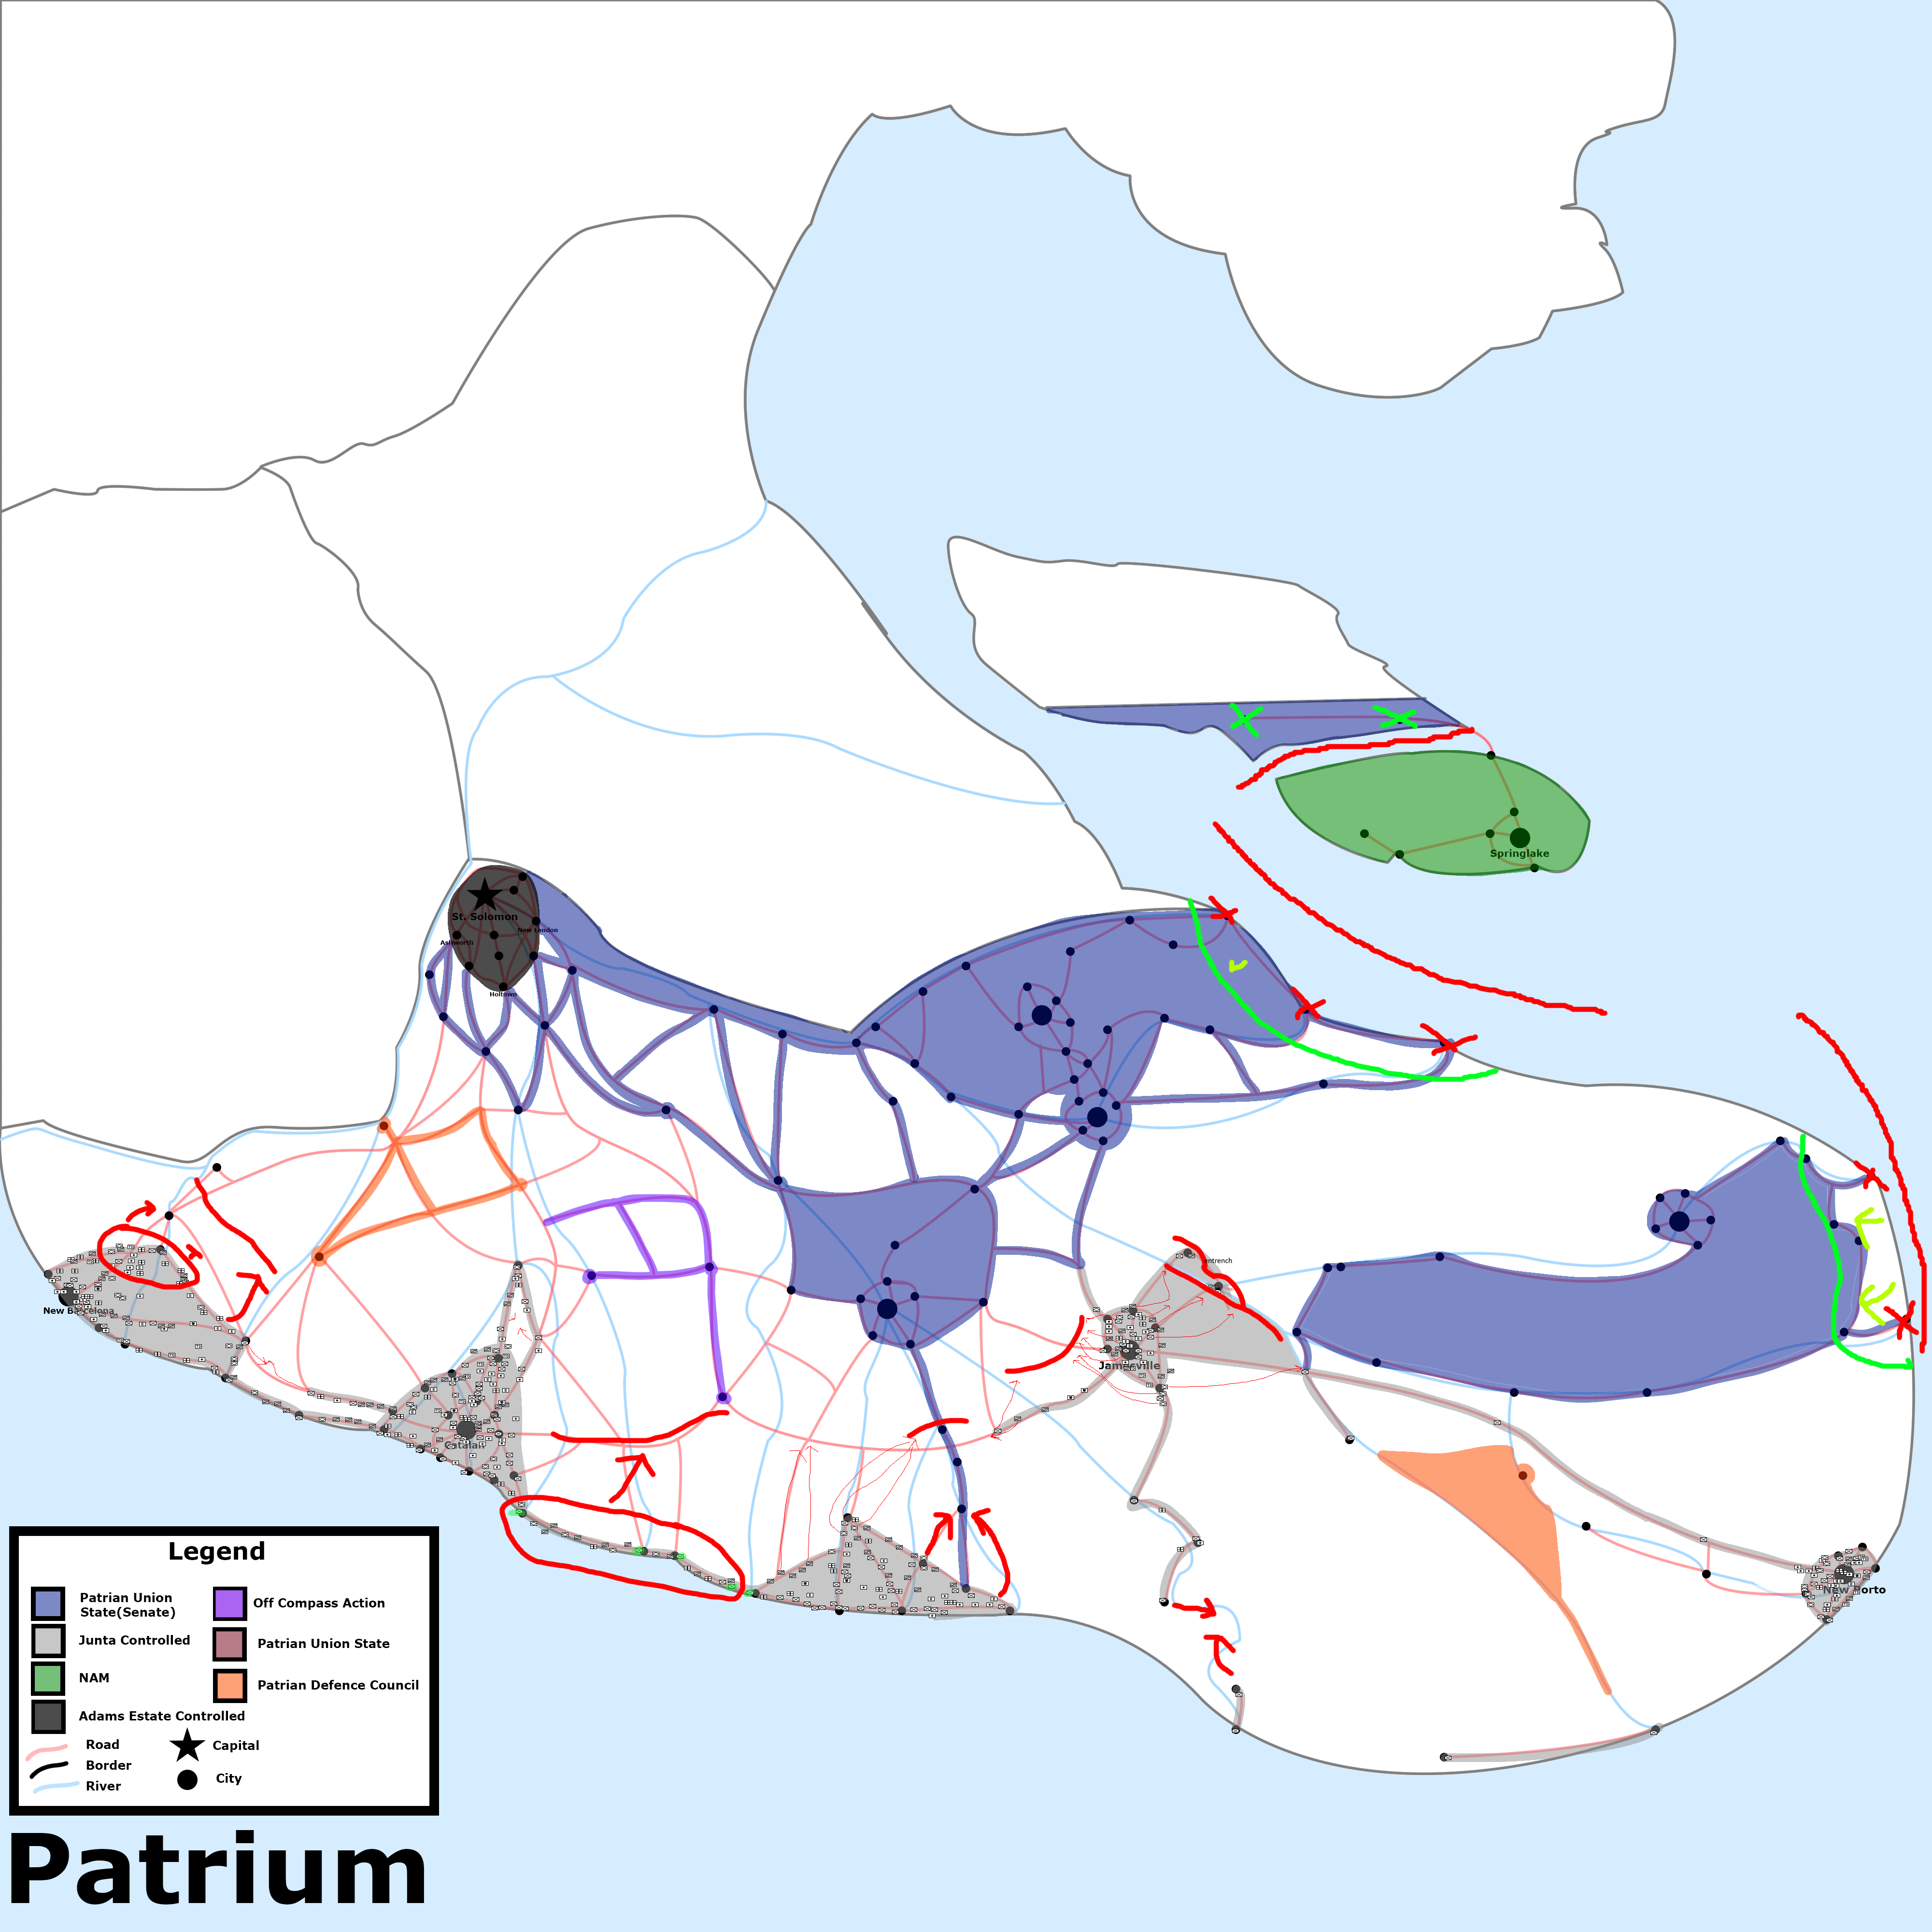 Springlake
St. Solomon
New London
Ashworth
Holtown
New Barcelona
Jamesville
Catalan
New Porto
Legend
Patrian Union
State(Senate)
Off Compass Action
Junta Controlled
Patrian Union State
NAM
Patrian Defence Council
Adams Estate Controlled
Road
Capital
Border
City
River
Patrium